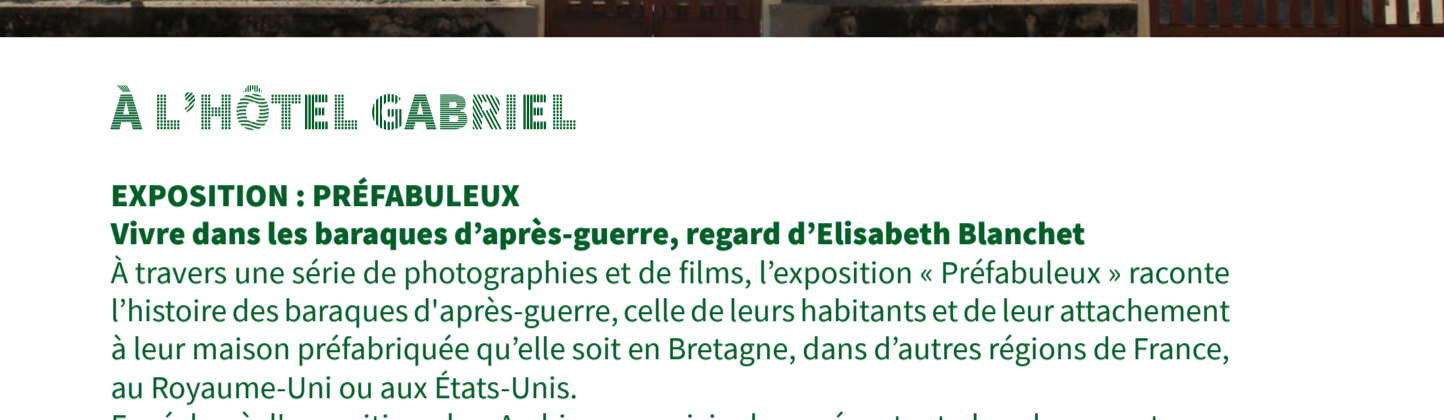 À L’HÔTEL GABRIEL
EXPOSITION : PRÉFABULEUX
Vivre dans les baraques d’après-guerre, regard d’Elisabeth Blanchet
À travers une série de photographies et de films, l’exposition « Préfabuleux » raconte
l’histoire des baraques d'après-guerre, celle de leurs habitants et de leur attachement
à leur maison préfabriquée qu’elle soit en Bretagne, dans d’autres régions de France,
au Royaume-Uni ou aux États-Unis.